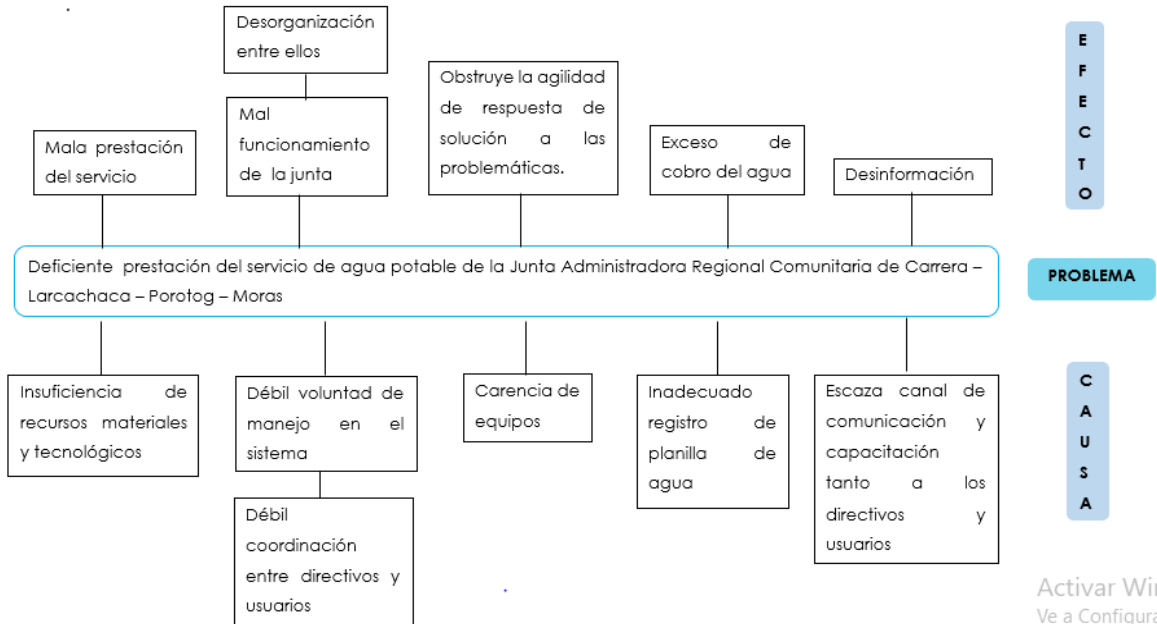 Desorganización
entre ellos
Mala prestación
del servicio
Mal
funcionamiento
de la junta
Obstruye la agilidad
de respuesta de
solución a las
problemáticas.
Exceso de
cobro del agua
Desinformación
E
F
E
C
T
O
Deficiente prestación del servicio de agua potable de la Junta Administradora Regional Comunitaria de Carrera –
Larcachaca – Porotog – Moras
PROBLEMA
Insuficiencia de
recursos materiales
y tecnológicos
Débil voluntad de
manejo en el
sistema
Débil
coordinación
entre directivos y
usuarios
Carencia de
equipos
Inadecuado
registro de
planilla de
agua
Escaza canal de
comunicación y
capacitación
tanto a los
directivos y
usuarios
C
A
U
S
A
Activar
Ve a